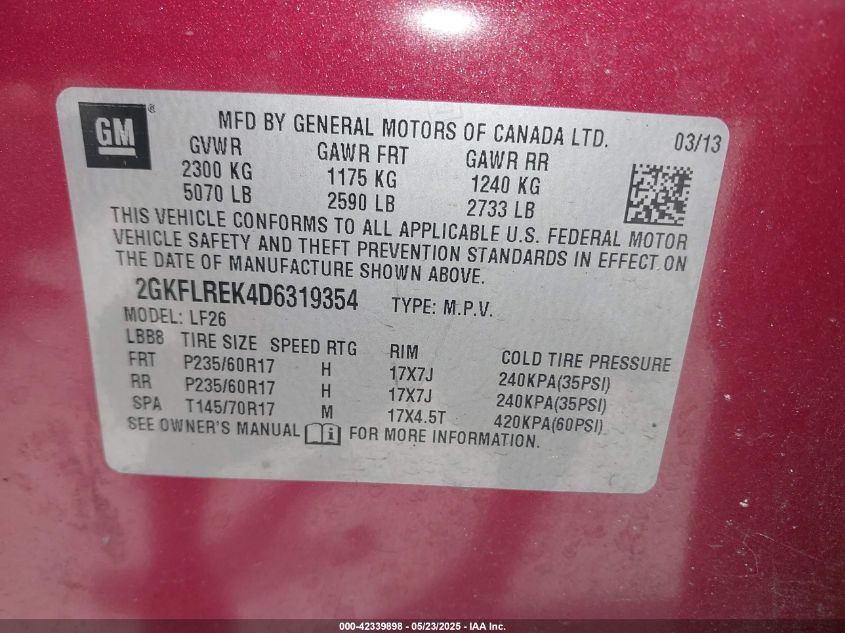 GM ®
MFD BY GENERAL MOTORS OF CANADA LTD. 03/13
GVWR GAWR FRT GAWR RR
2300 KG 1175 KG 1240 KG
5070 LB 2590 LB 2733 LB
THIS VEHICLE CONFORMS TO ALL APPLICABLE U.S. FEDERAL MOTOR
VEHICLE SAFETY AND THEFT PREVENTION STANDARDS IN EFFECT ON
THE DATE OF MANUFACTURE SHOWN ABOVE.
2GKFLREK4D6319354 TYPE: M.P.V.
MODEL: LF26
LBB8 TIRE SIZE SPEED RTG RIM COLD TIRE PRESSURE
FRT P235/60R17 H 17X7J 240KPA(35PSI)
RR P235/60R17 H 17X7J 240KPA(35PSI)
SPA T145/70R17 M 17X4.5T 420KPA(60PSI)
SEE OWNER'S MANUAL i FOR MORE INFORMATION.
000-42339898 - 05/23/2025 - IAA Inc.